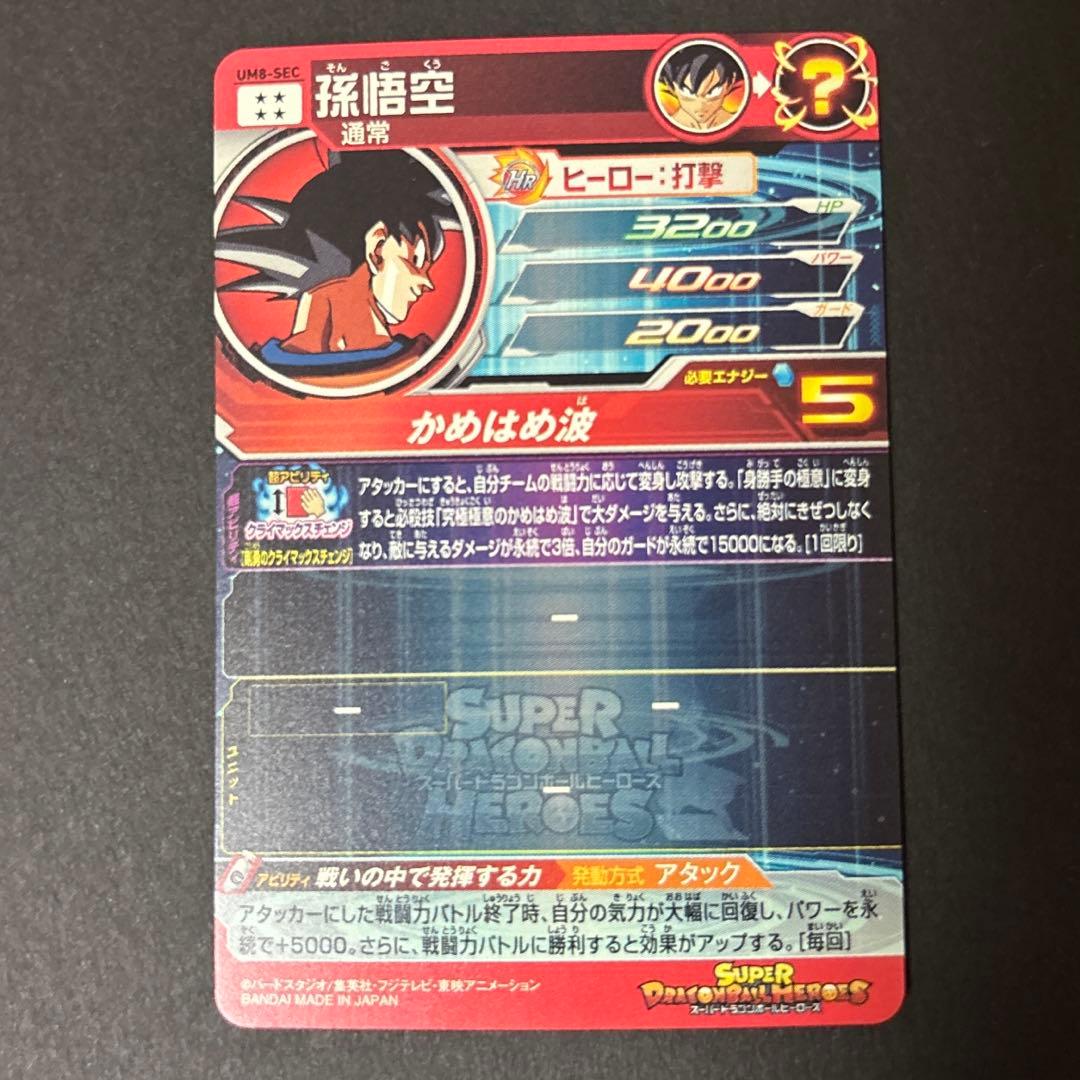 UM8-SEC
★★
★★
そん ご くう
孫悟空
通常
?
HR
ヒーロー:打撃
HP
3200
パワー
4000
ガード
2000
必要エナジー
5
ば
かめはめ波
超アビリティ
超アビリティ
クライマックスチェンジ
アタッカーにすると、自分チームの戦闘力に応じて変身し攻撃する。「身勝手の極意」に変身
すると必殺技「究極極意のかめはめ波」で大ダメージを与える。さらに、絶対にきぜつしなく
なり、敵に与えるダメージが永続で3倍、自分のガードが永続で15000になる。[1回限り]
ー
ユニット
ー
ー
ー
SUPER
DRAGONBALL
スーパードラゴンボールヒーローズ
HEROES
アビリティ 戦いの中で発揮する力 発動方式 アタック
アタッカーにした戦闘力バトル終了時、自分の気力が大幅に回復し、パワーを永
続で+5000。さらに、戦闘力バトルに勝利すると効果がアップする。[毎回]
©バードスタジオ/集英社・フジテレビ・東映アニメーション
BANDAI MADE IN JAPAN
SUPER
DRAGONBALL HEROES
スーパードラゴンボールヒーローズ